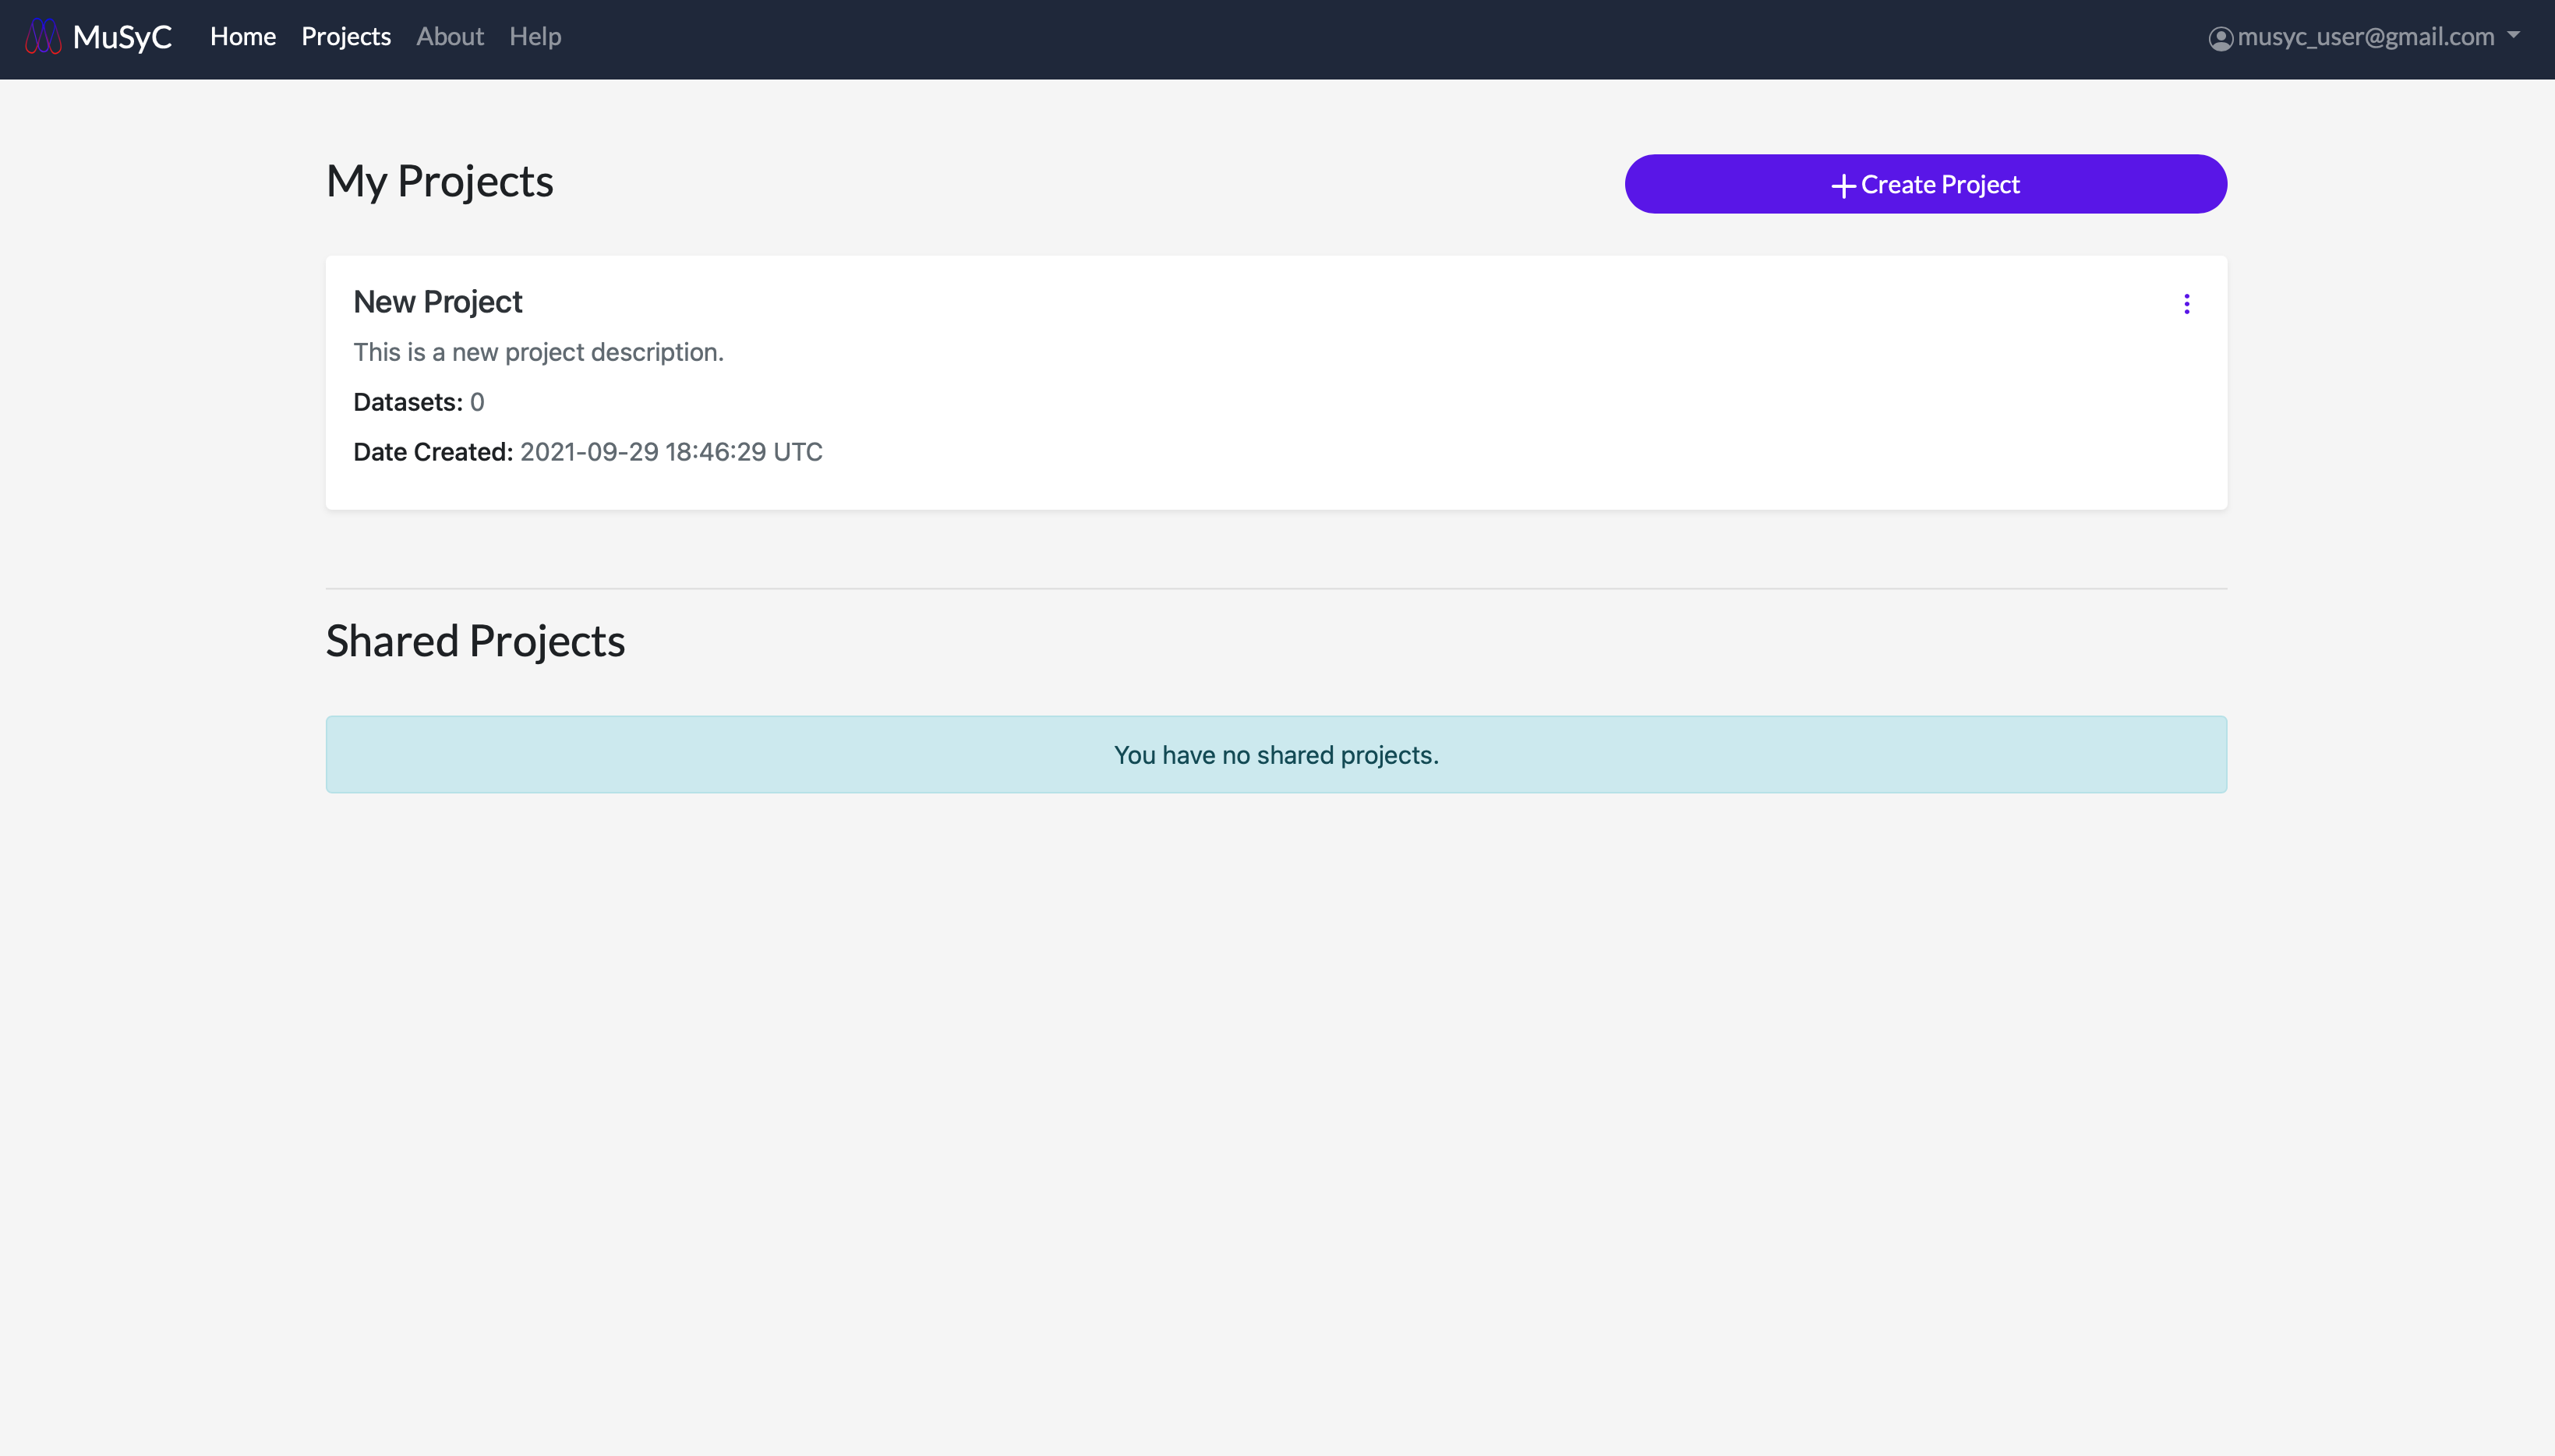 MuSyC Home Projects About Help musyc_user@gmail.com
My Projects
Create Project
New Project
This is a new project description.
Datasets: 0
Date Created: 2021-09-29 18:46:29 UTC
Shared Projects
You have no shared projects.